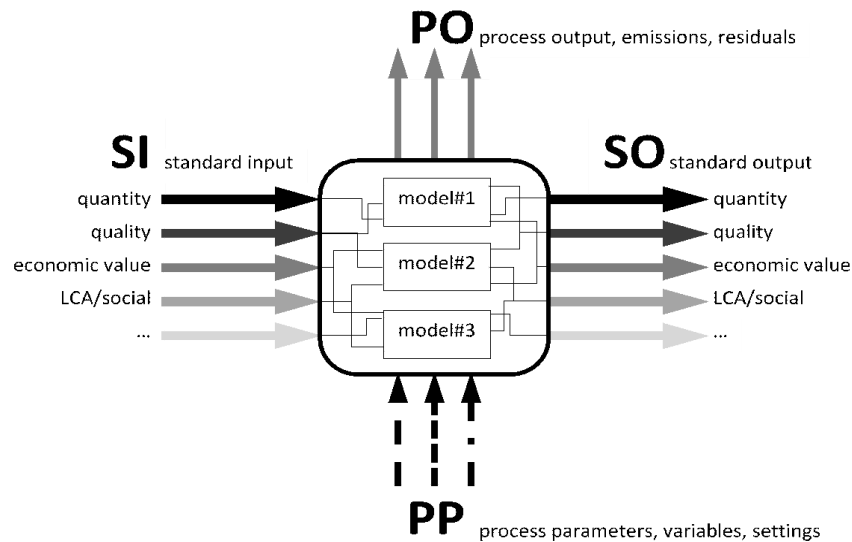 PO process output, emissions, residuals
SI standard input
SO standard output
quantity
quality
economic value
LCA/social
...
model#1
model#2
model#3
quantity
quality
economic value
LCA/social
...
PP process parameters, variables, settings